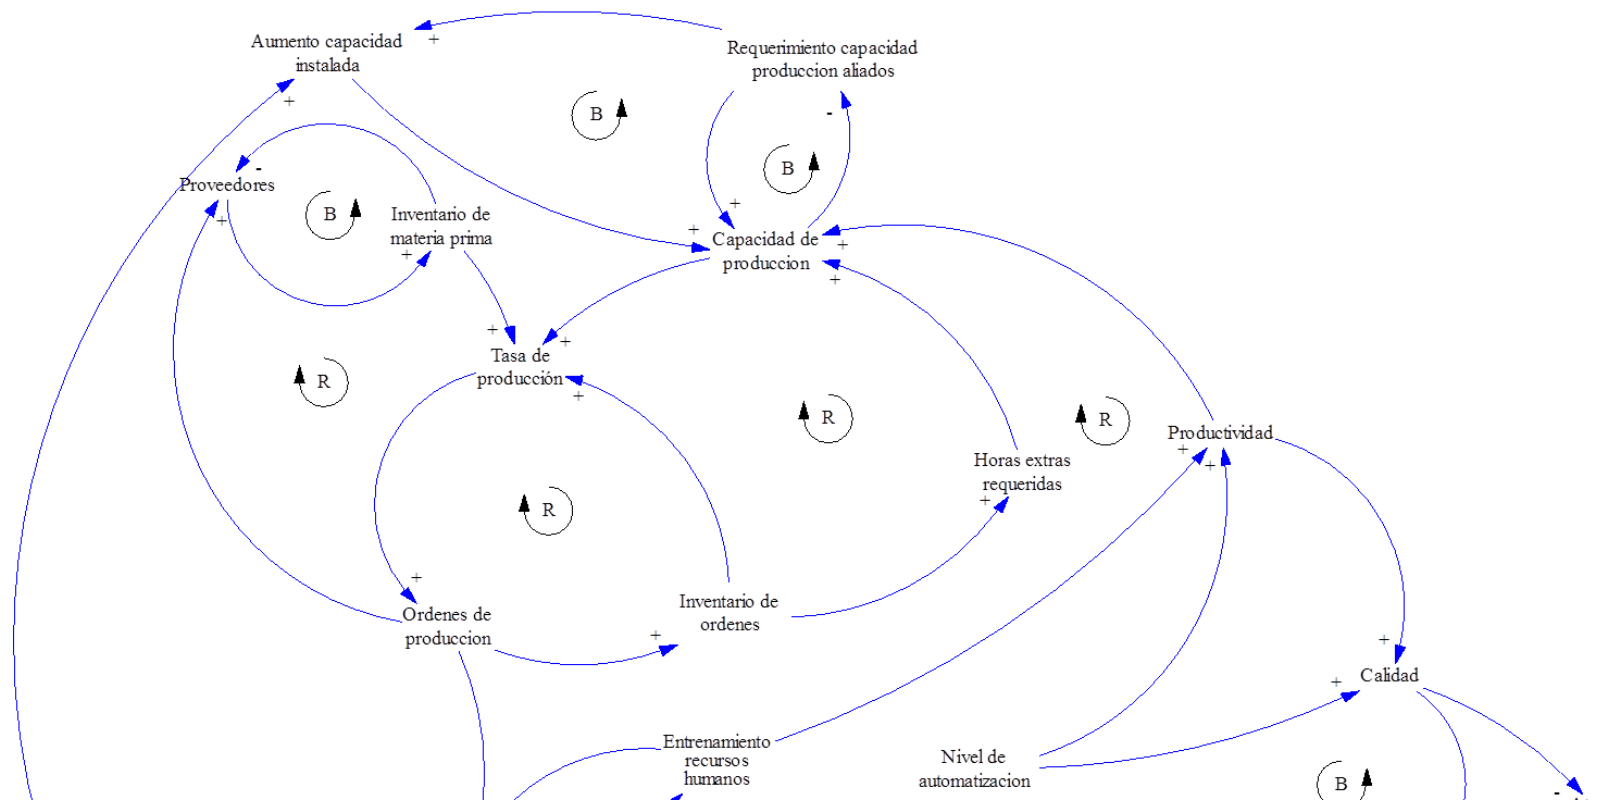 Aumento capacidad
instalada
+
Requerimiento capacidad
produccion aliados
+
B
-
B
-
Proveedores
+
B
Inventario de
materia prima
+
+
+
Capacidad de
produccion
+
+
+
+
Tasa de
producción
+
R
R
R
Productividad
+
+
Horas extras
requeridas
+
R
+
Ordenes de
produccion
Inventario de
ordenes
+
+
Calidad
+
Entrenamiento
recursos
humanos
Nivel de
automatizacion
B
-